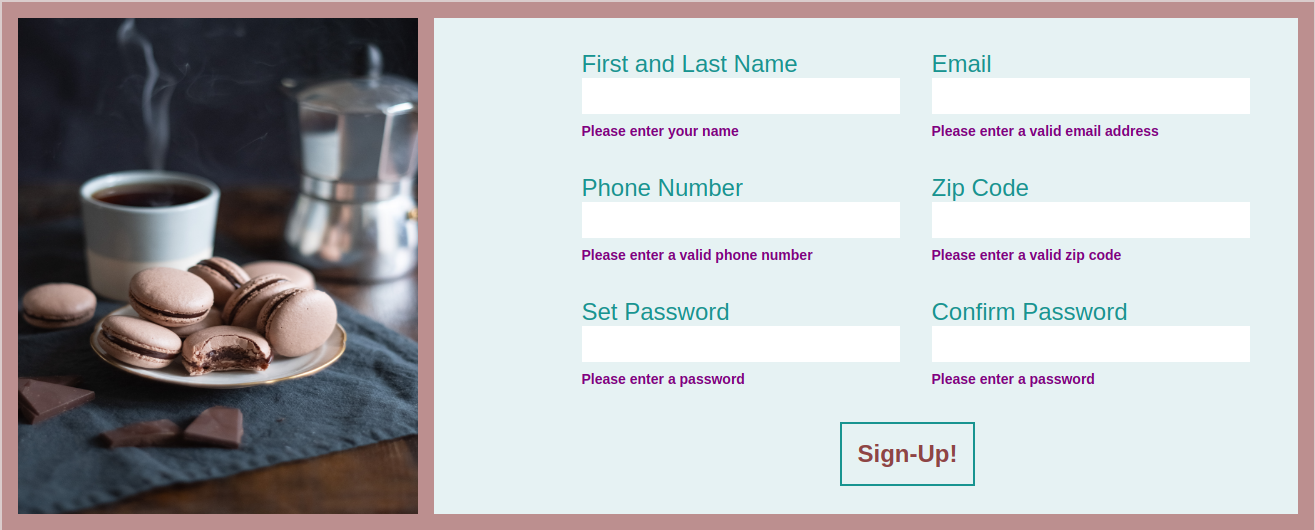 First and Last Name
Email
Please enter your name
Please enter a valid email address
Phone Number
Zip Code
Please enter a valid phone number
Please enter a valid zip code
Set Password
Confirm Password
Please enter a password
Please enter a password
Sign-Up!